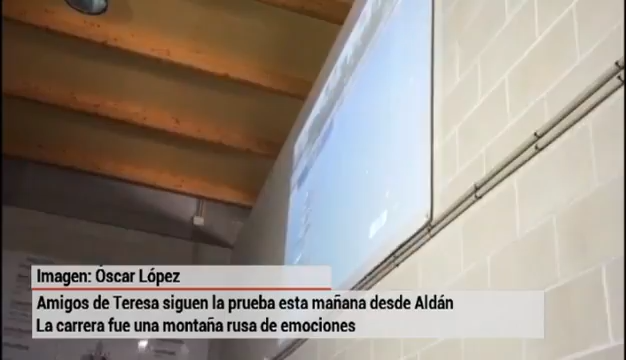 Imagen: Óscar López
Amigos de Teresa siguen la prueba esta mañana desde Aldán
La carrera fue una montaña rusa de emociones